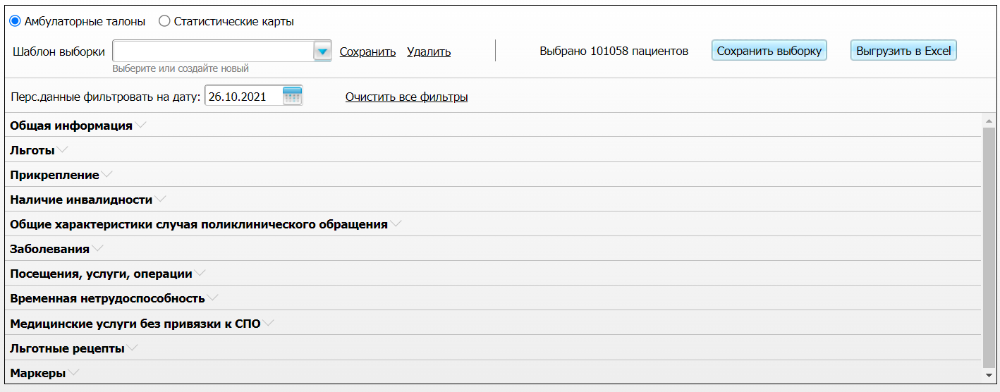 Амбулаторные талоны Статистические карты
Шаблон выборки Сохранить Удалить Выбрано 101058 пациентов Сохранить выборку Выгрузить в Excel
Выберите или создайте новый
Перс.данные фильтровать на дату: 26.10.2021 Очистить все фильтры
Общая информация
Льготы
Прикрепление
Наличие инвалидности
Общие характеристики случая поликлинического обращения
Заболевания
Посещения, услуги, операции
Временная нетрудоспособность
Медицинские услуги без привязки к СПО
Льготные рецепты
Маркеры